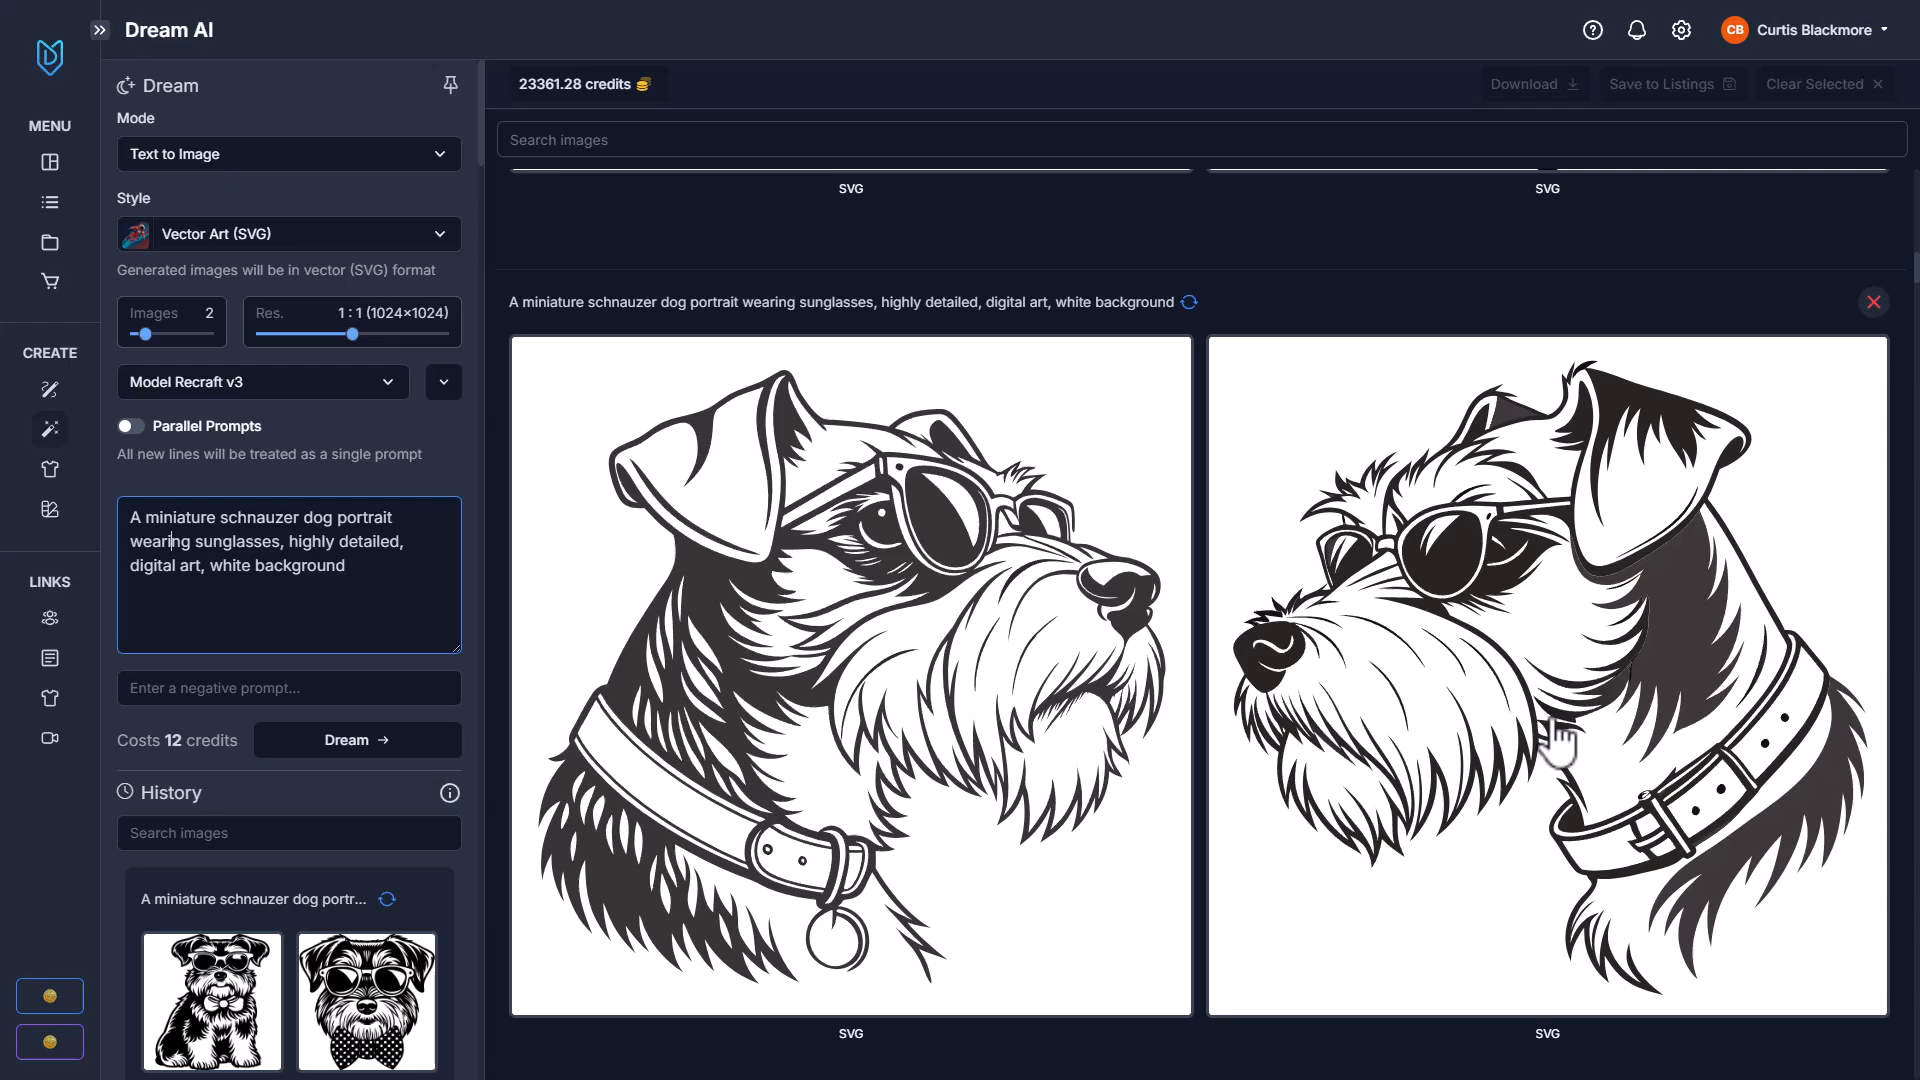 Dream AI
CB Curtis Blackmore
MENU
CREATE
LINKS
Dream
Mode
Text to Image
Style
Vector Art (SVG)
Generated images will be in vector (SVG) format
Images 2
Res. 1 : 1 (1024×1024)
Model Recraft v3
Parallel Prompts
All new lines will be treated as a single prompt
A miniature schnauzer dog portrait
wearing sunglasses, highly detailed,
digital art, white background
Enter a negative prompt...
Costs 12 credits
Dream →
History
Search images
A miniature schnauzer dog portr...
23361.28 credits
Download
Save to Listings
Clear Selected
Search images
SVG
SVG
A miniature schnauzer dog portrait wearing sunglasses, highly detailed, digital art, white background
SVG
SVG